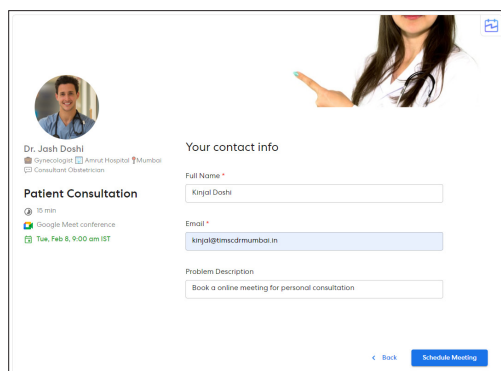 Dr. Jash Doshi
Gynecologist Amrut Hospital Mumbai
Consultant Obstetrician
Patient Consultation
15 min
Google Meet conference
Tue, Feb 8, 9:00 am IST
Your contact info
Full Name *
Kinjal Doshi
Email *
kinjal@timscdrmumbai.in
Problem Description
Book a online meeting for personal consultation
Back
Schedule Meeting